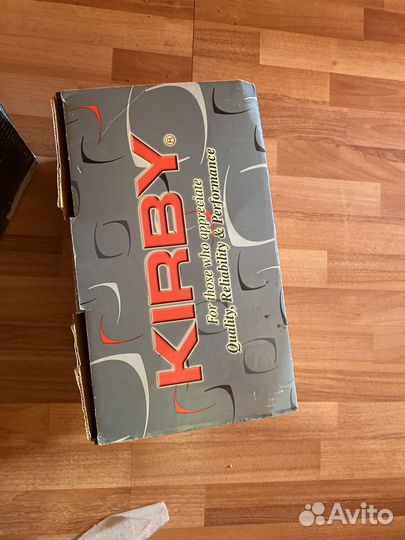 KIRBY®
For those who appreciate
Quality, Reliability & Performance
Avito